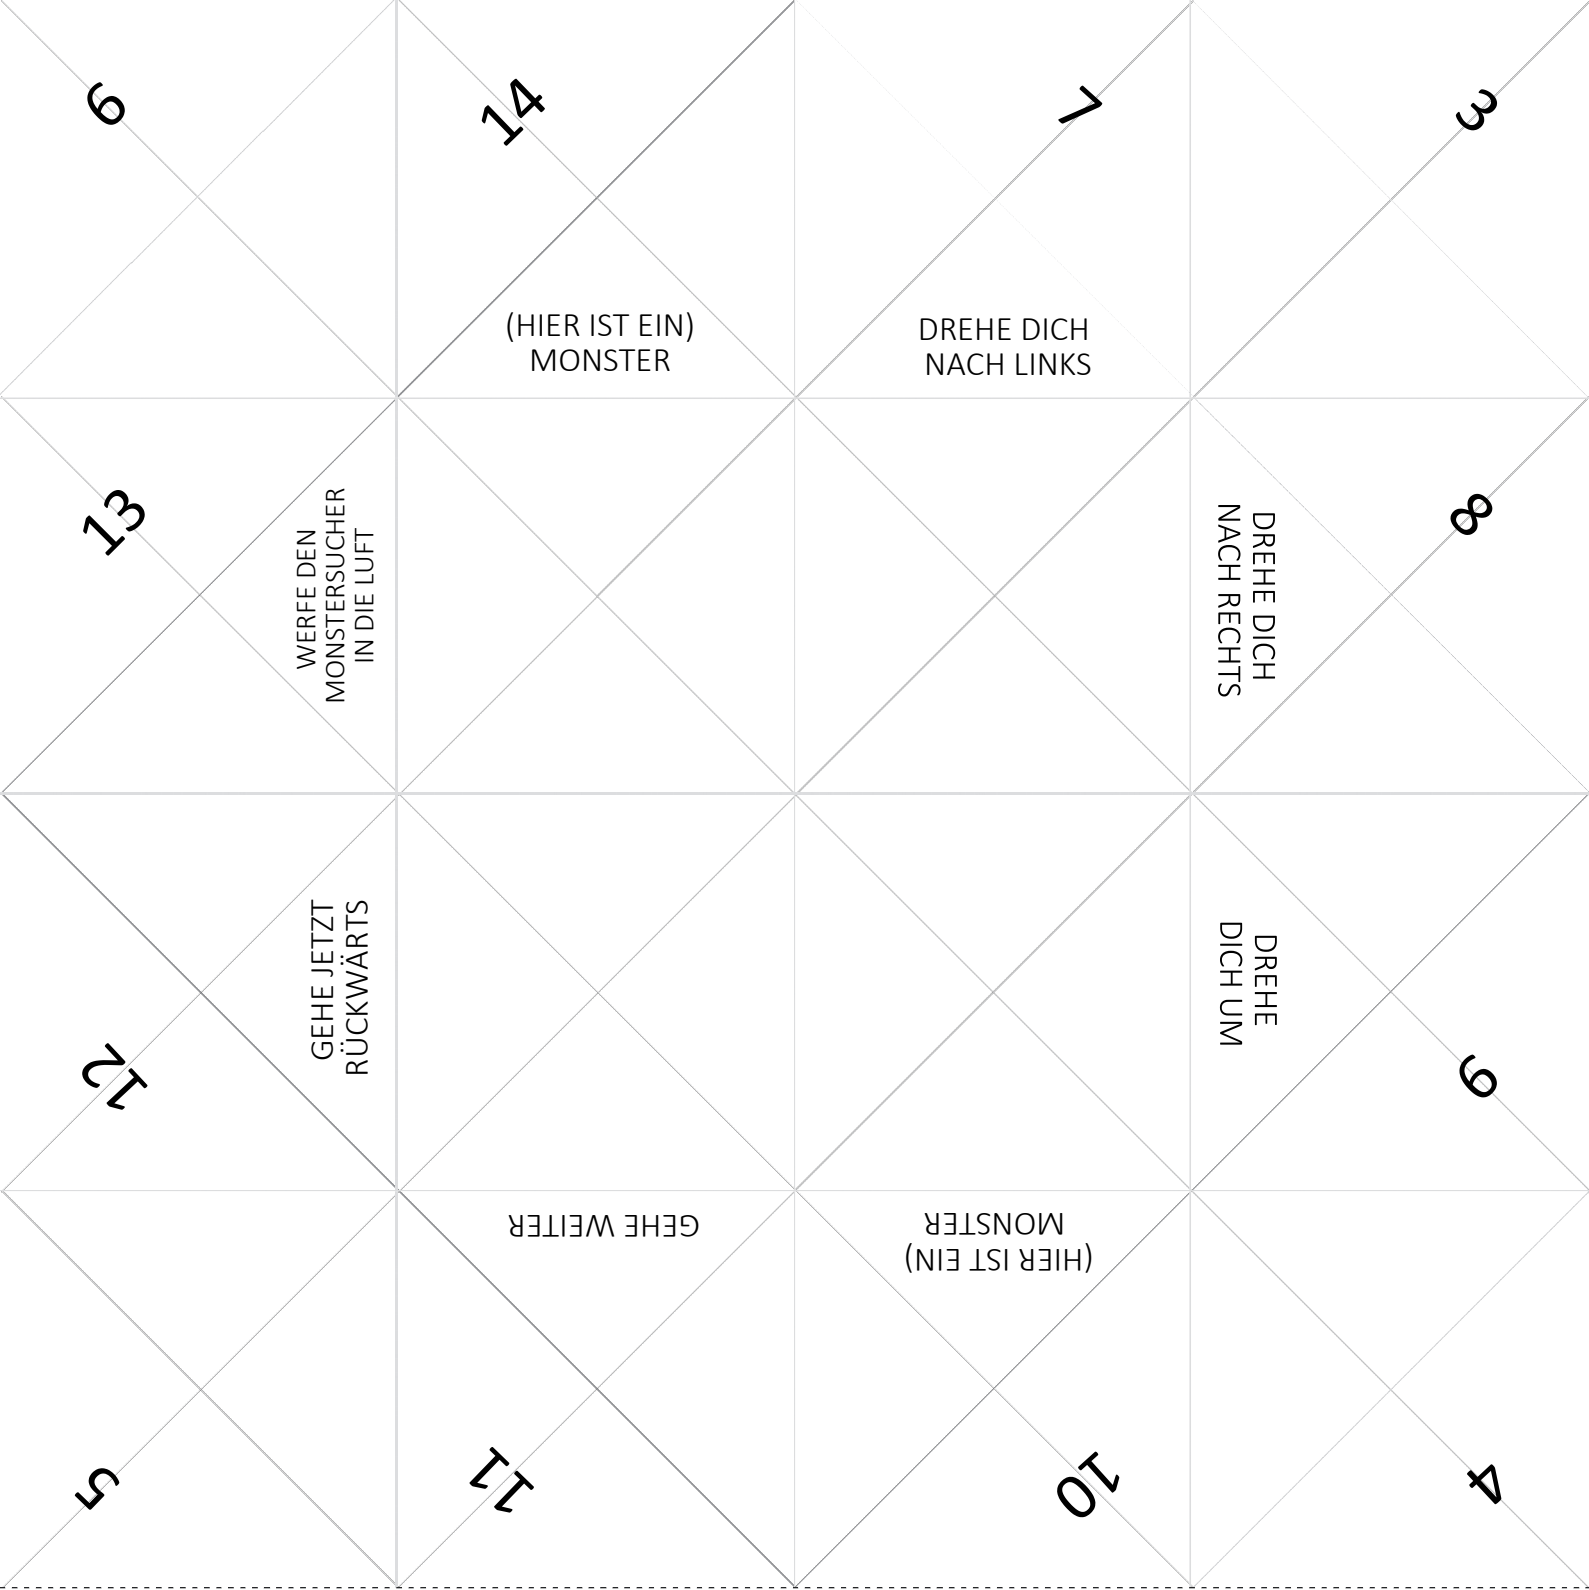 6
14
7
3
(HIER IST EIN)
MONSTER
DREHE DICH
NACH LINKS
13
WERFE DEN
MONSTERSUCHER
IN DIE LUFT
DREHE DICH
NACH RECHTS
8
12
GEHE JETZT
RÜCKWÄRTS
DREHE
DICH UM
9
GEHE WEITER
(HIER IST EIN)
MONSTER
5
11
10
4